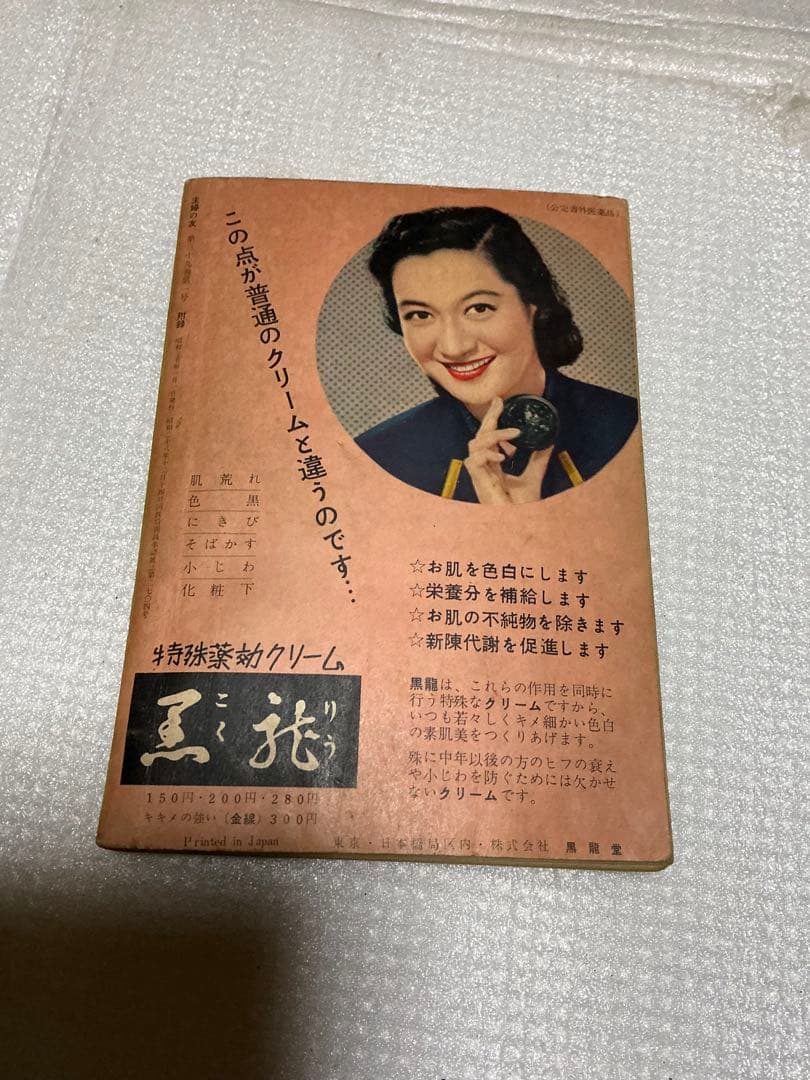 (公定書外医薬品)
この点が普通のクリームと違うのです…
肌荒れ
色黒
にきび
そばかす
小じわ
化粧下
☆お肌を色白にします
☆栄養分を補給します
☆お肌の不純物を除きます
☆新陳代謝を促進します
特殊薬効クリーム
黒龍
こくりう
黒龍は、これらの作用を同時に
行う特殊なクリームですから、
いつも若々しくキメ細かい色白
の素肌美をつくりあげます。
殊に中年以後の方のヒフの衰え
や小じわを防ぐためには欠かせ
ないクリームです。
150円・200円・280円
キキメの強い(金線)300円
Printed in Japan
東京・日本橋局区内・株式会社 黒龍堂
主婦の友
附録